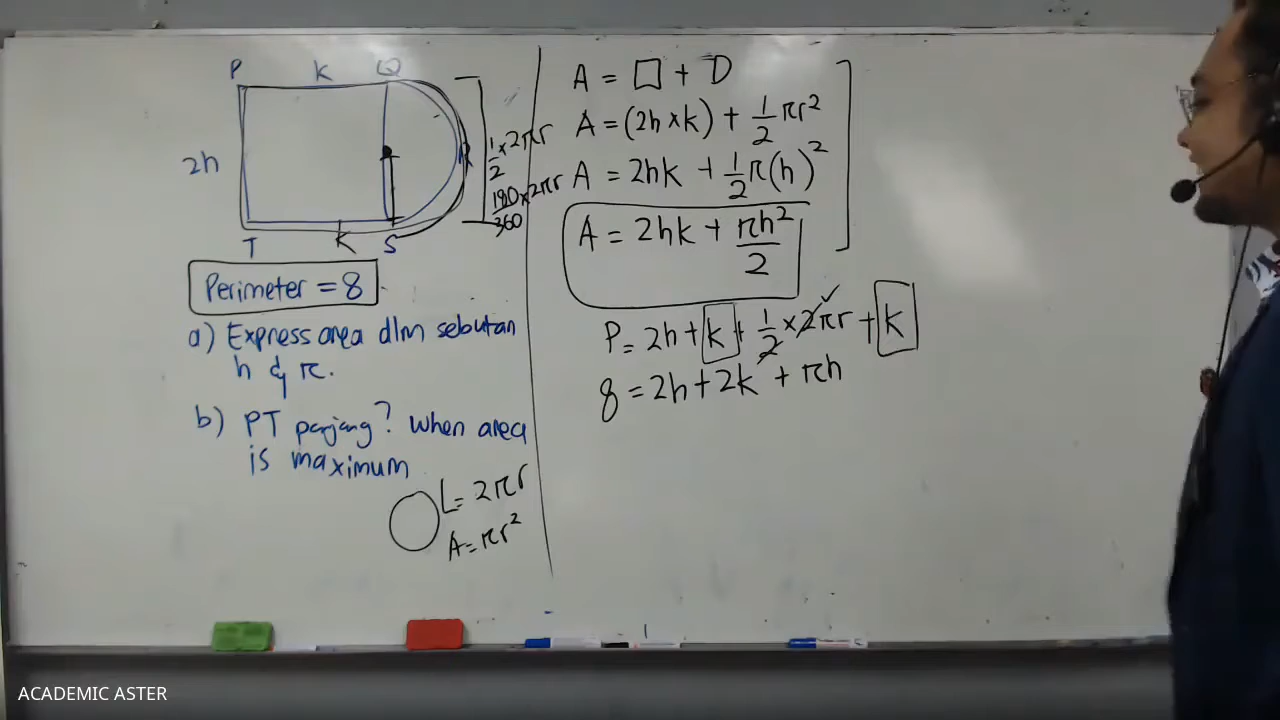 P k Q
2h
T K S
1/2 × 2πr
180/360 × 2πr
Perimeter = 8
a) Express area dlm sebutan
h & π.
b) PT panjang? when area
is maximum
L = 2πr
A = πr²
A = □ + D
A = (2h × k) + 1/2 πr²
A = 2hk + 1/2 π(h)²
A = 2hk + πh²/2
P = 2h + k + 1/2 × 2πr + k
8 = 2h + 2k + πh
ACADEMIC ASTER